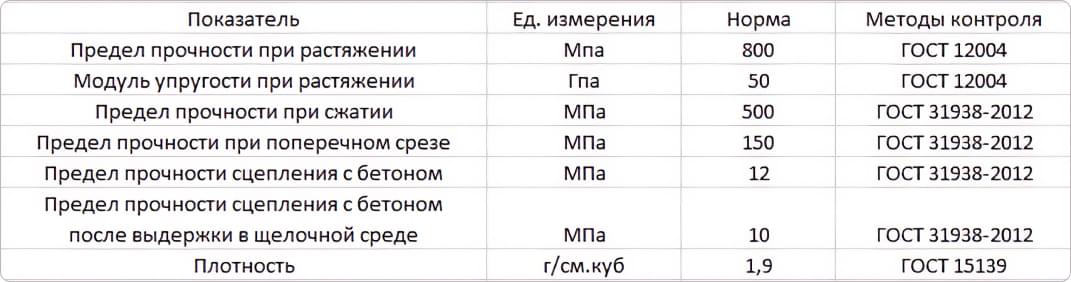 Показатель Ед. измерения Норма Методы контроля
Предел прочности при растяжении Мпа 800 ГОСТ 12004
Модуль упругости при растяжении Гпа 50 ГОСТ 12004
Предел прочности при сжатии МПа 500 ГОСТ 31938-2012
Предел прочности при поперечном срезе МПа 150 ГОСТ 31938-2012
Предел прочности сцепления с бетоном МПа 12 ГОСТ 31938-2012
Предел прочности сцепления с бетоном
после выдержки в щелочной среде МПа 10 ГОСТ 31938-2012
Плотность г/см.куб 1,9 ГОСТ 15139